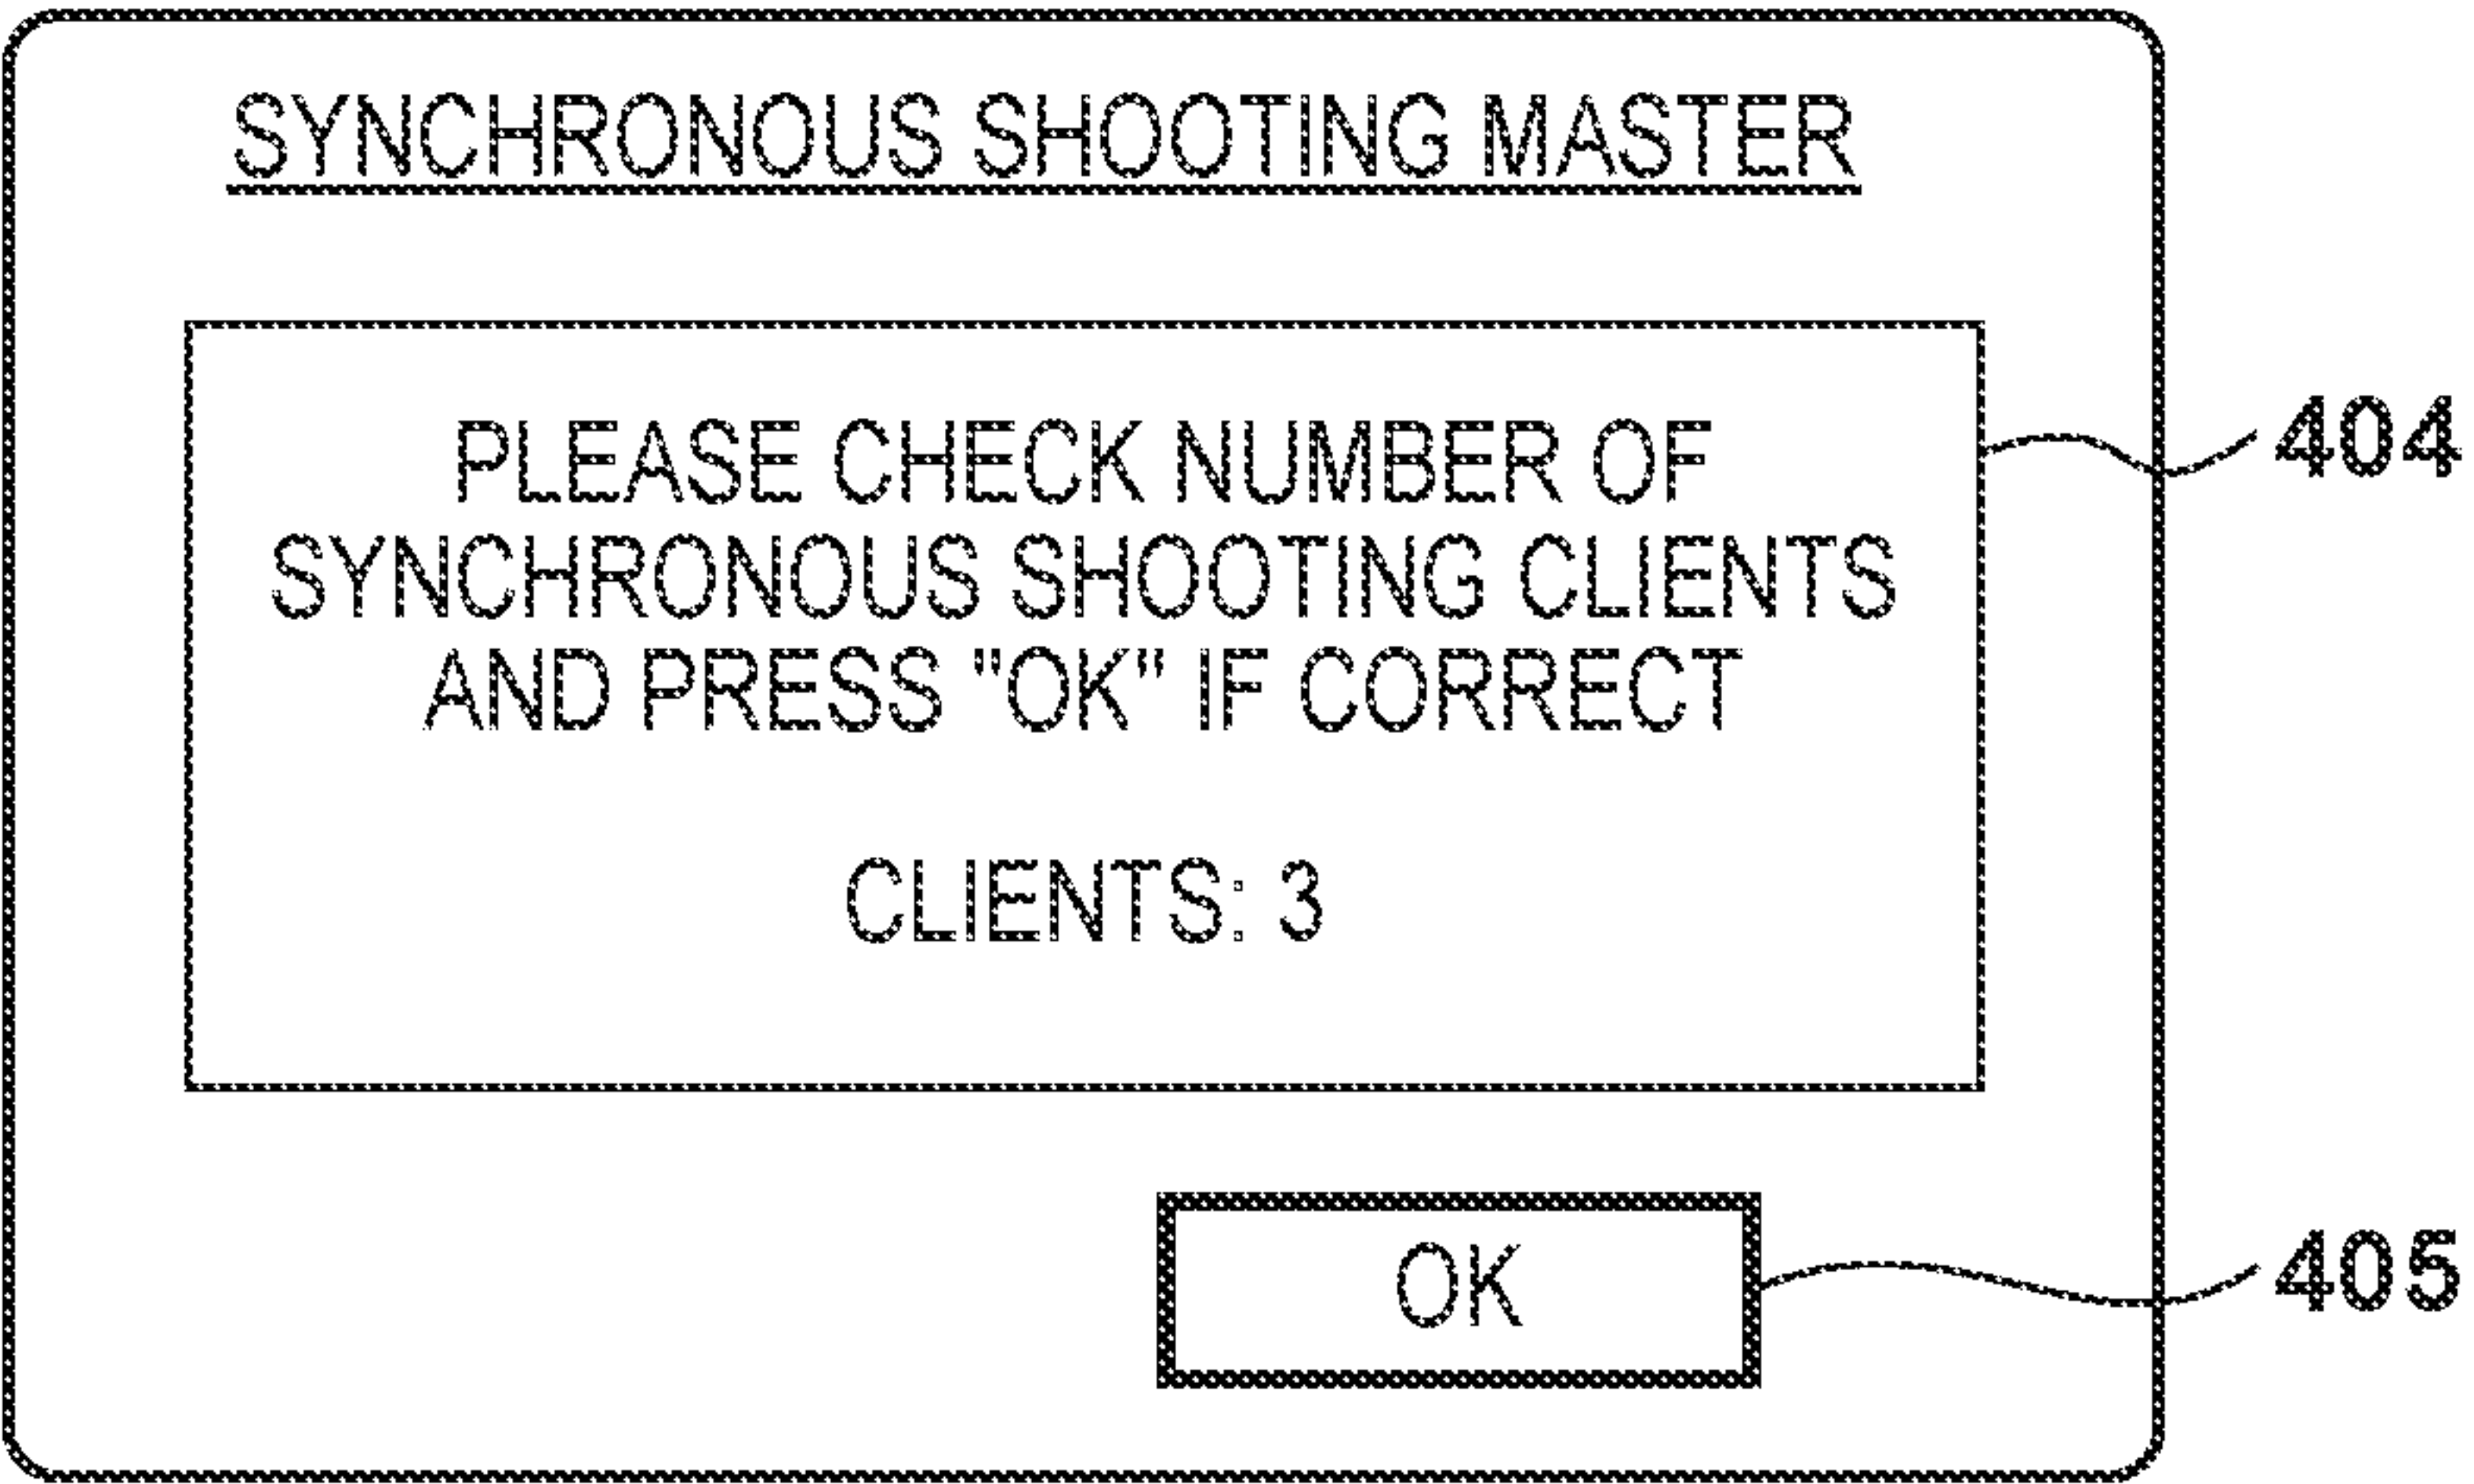 SYNCHRONOUS SHOOTING MASTER
PLEASE CHECK NUMBER OF
SYNCHRONOUS SHOOTING CLIENTS
AND PRESS "OK" IF CORRECT
CLIENTS: 3
404
OK
405